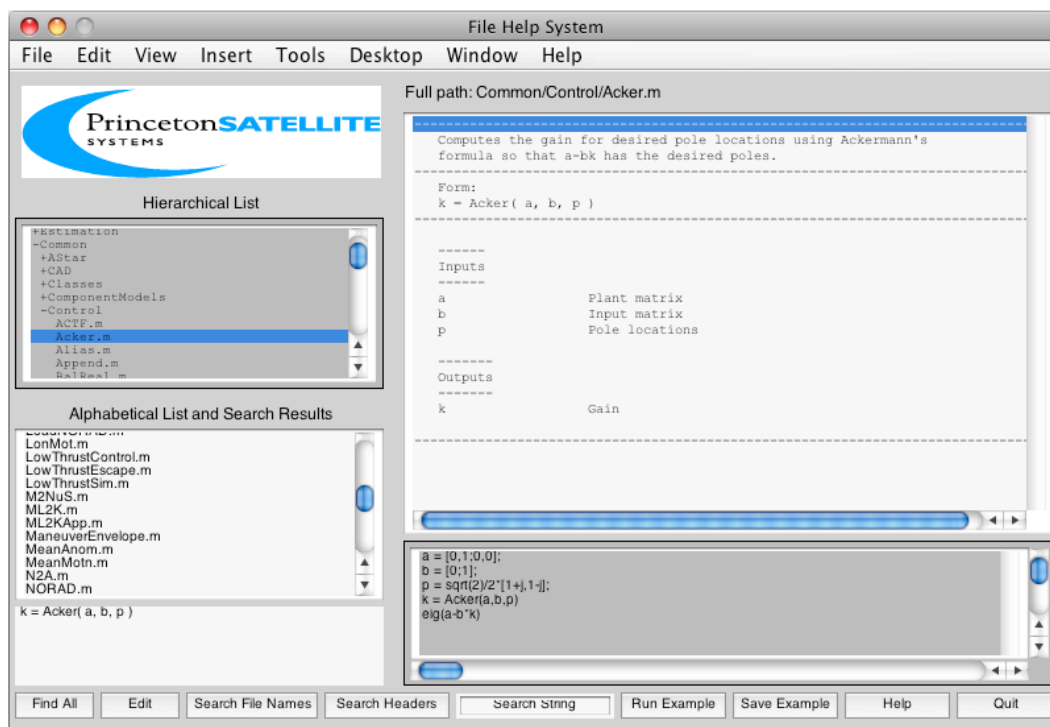 File Help System
File Edit View Insert Tools Desktop Window Help
PrincetonSATELLITE
SYSTEMS
Full path: Common/Control/Acker.m
Computes the gain for desired pole locations using Ackermann's
formula so that a-bk has the desired poles.
Form:
k = Acker( a, b, p )
------
Inputs
------
a Plant matrix
b Input matrix
p Pole locations
-------
Outputs
-------
k Gain
Hierarchical List
+Estimation
-Common
+AStar
+CAD
+Classes
+ComponentModels
-Control
ACTF.m
Acker.m
Alias.m
Append.m
BalReal.m
Alphabetical List and Search Results
LoadNORAD.m
LonMot.m
LowThrustControl.m
LowThrustEscape.m
LowThrustSim.m
M2NuS.m
ML2K.m
ML2KApp.m
ManeuverEnvelope.m
MeanAnom.m
MeanMotn.m
N2A.m
NORAD.m
k = Acker( a, b, p )
a = [0,1;0,0];
b = [0;1];
p = sqrt(2)/2*[1+j,1-j];
k = Acker(a,b,p)
eig(a-b*k)
Find All Edit Search File Names Search Headers Search String Run Example Save Example Help Quit